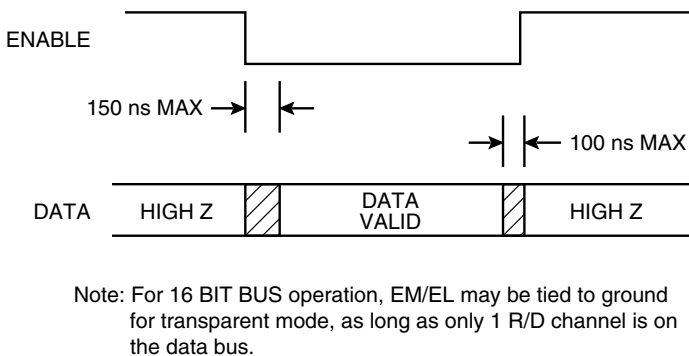 ENABLE
150 ns MAX
100 ns MAX
DATA
HIGH Z
DATA
VALID
HIGH Z
Note: For 16 BIT BUS operation, EM/EL may be tied to ground
for transparent mode, as long as only 1 R/D channel is on
the data bus.